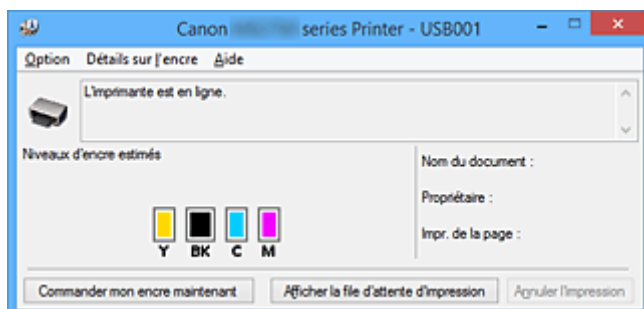 Canon series Printer - USB001
Option Détails sur l'encre Aide
L'imprimante est en ligne.
Niveaux d'encre estimés
Nom du document :
Propriétaire :
Impr. de la page :
Y BK C M
Commander mon encre maintenant Afficher la file d'attente d'impression Annuler l'impression